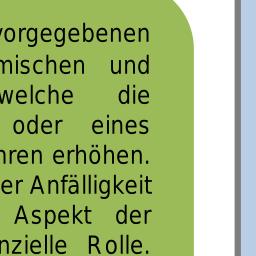 vorgegebenen
mischen und
welche die
oder eines
hren erhöhen.
er Anfälligkeit
Aspekt der
nzielle Rolle.